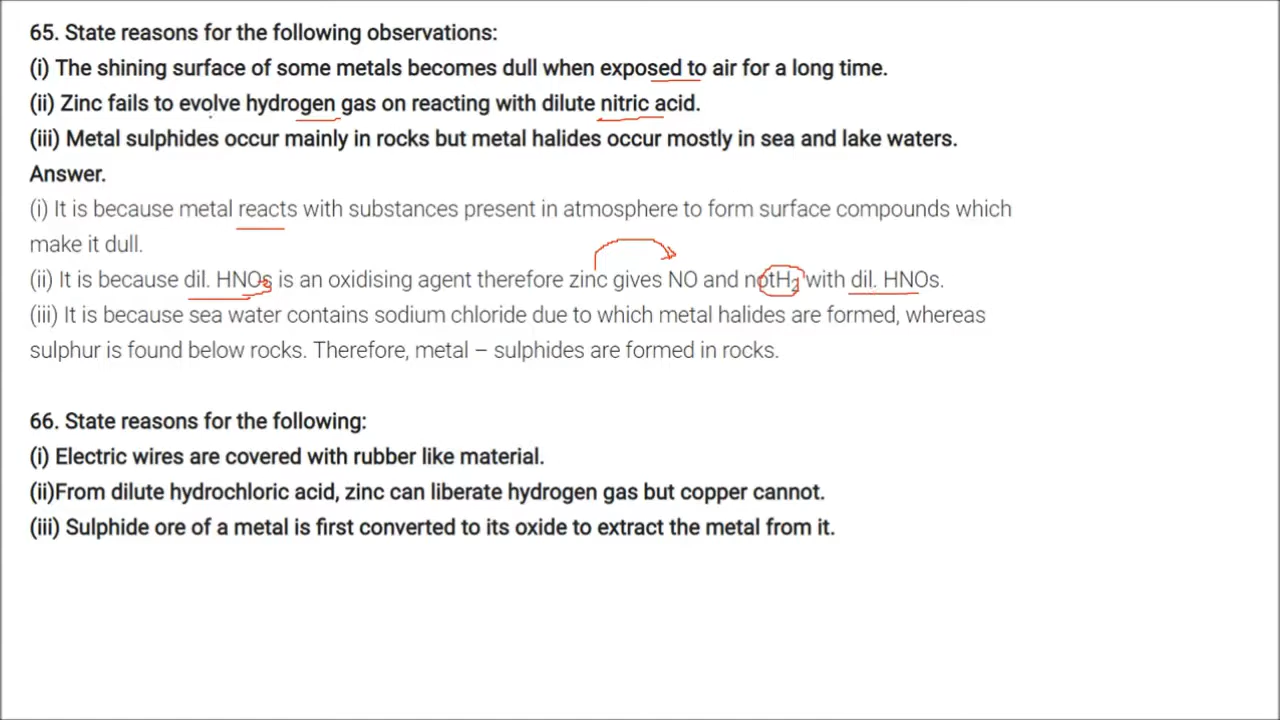 65. State reasons for the following observations:
(i) The shining surface of some metals becomes dull when exposed to air for a long time.
(ii) Zinc fails to evolve hydrogen gas on reacting with dilute nitric acid.
(iii) Metal sulphides occur mainly in rocks but metal halides occur mostly in sea and lake waters.
Answer.
(i) It is because metal reacts with substances present in atmosphere to form surface compounds which
make it dull.
(ii) It is because dil. HNOs is an oxidising agent therefore zinc gives NO and notH2 with dil. HNOs.
(iii) It is because sea water contains sodium chloride due to which metal halides are formed, whereas
sulphur is found below rocks. Therefore, metal – sulphides are formed in rocks.
66. State reasons for the following:
(i) Electric wires are covered with rubber like material.
(ii)From dilute hydrochloric acid, zinc can liberate hydrogen gas but copper cannot.
(iii) Sulphide ore of a metal is first converted to its oxide to extract the metal from it.